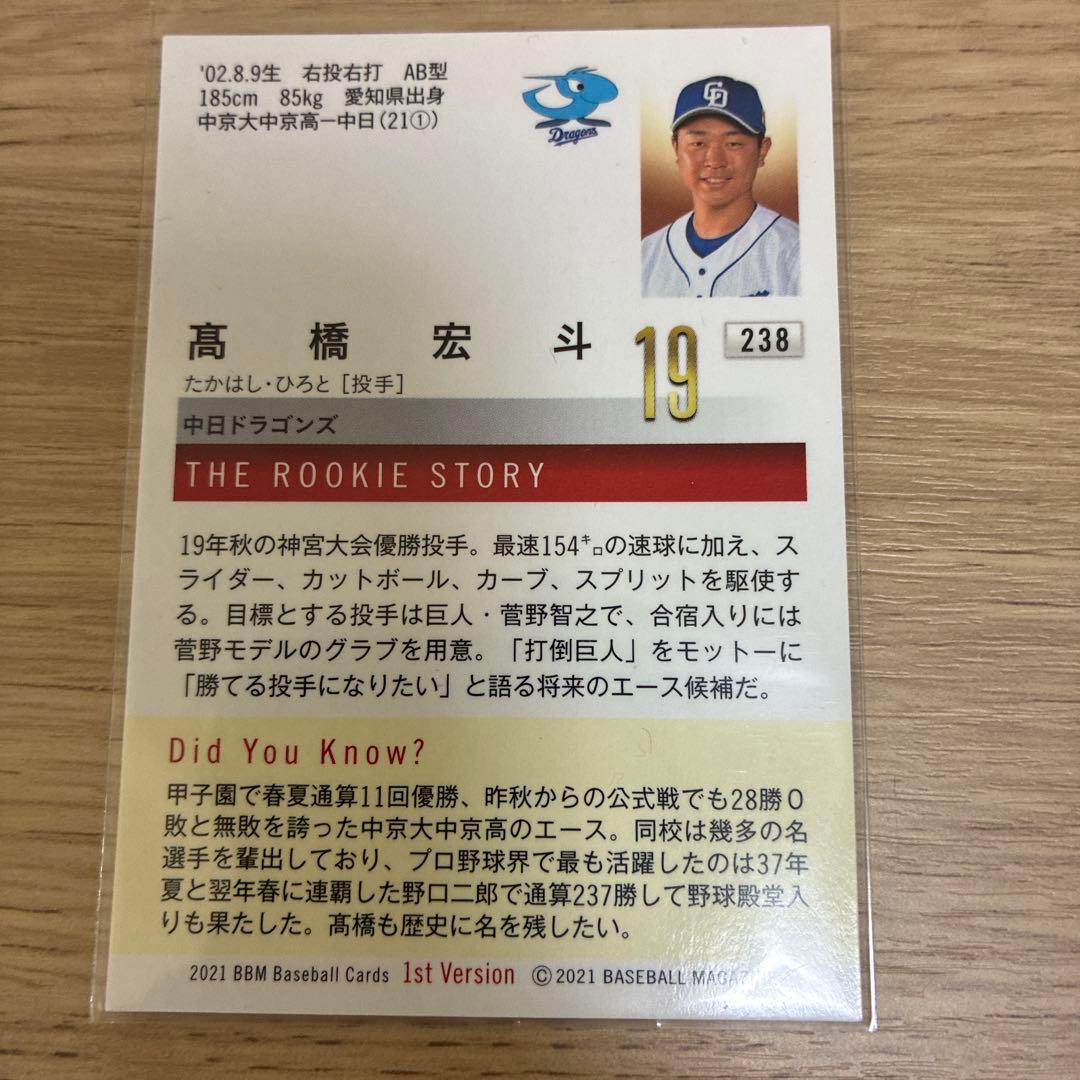 '02.8.9生 右投右打 AB型
185cm 85kg 愛知県出身
中京大中京高―中日(21①)
Dragons
CD
髙橋宏斗 19 238
たかはし・ひろと [投手]
中日ドラゴンズ
THE ROOKIE STORY
19年秋の神宮大会優勝投手。最速154㌔の速球に加え、ス
ライダー、カットボール、カーブ、スプリットを駆使す
る。目標とする投手は巨人・菅野智之で、合宿入りには
菅野モデルのグラブを用意。「打倒巨人」をモットーに
「勝てる投手になりたい」と語る将来のエース候補だ。
Did You Know?
甲子園で春夏通算11回優勝、昨秋からの公式戦でも28勝0
敗と無敗を誇った中京大中京高のエース。同校は幾多の名
選手を輩出しており、プロ野球界で最も活躍したのは37年
夏と翌年春に連覇した野口二郎で通算237勝して野球殿堂入
りも果たした。髙橋も歴史に名を残したい。
2021 BBM Baseball Cards 1st Version © 2021 BASEBALL MAGAZINE